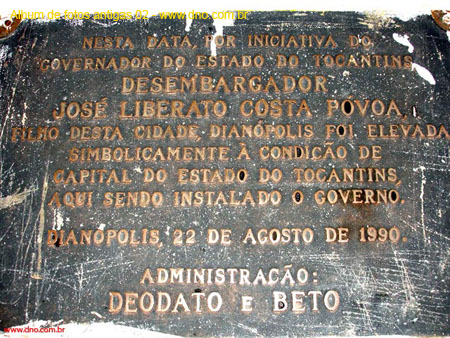 Album de fotos antigas 02 - www.dno.com.br
NESTA DATA, POR INICIATIVA DO
GOVERNADOR DO ESTADO DO TOCANTINS
DESEMBARGADOR
JOSÉ LIBERATO COSTA PÓVOA,
FILHO DESTA CIDADE, DIANÓPOLIS FOI ELEVADA
SIMBOLICAMENTE À CONDIÇÃO DE
CAPITAL DO ESTADO DO TOCANTINS,
AQUI SENDO INSTALADO O GOVERNO.
DIANÓPOLIS, 22 DE AGOSTO DE 1990.
ADMINISTRAÇÃO:
DEODATO E BETO
www.dno.com.br